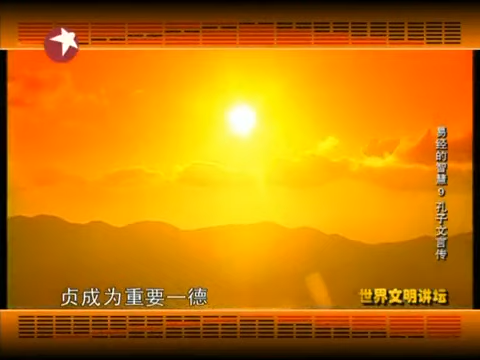 易经的智慧9 孔子文言传
贞成为重要一德
世界文明讲坛